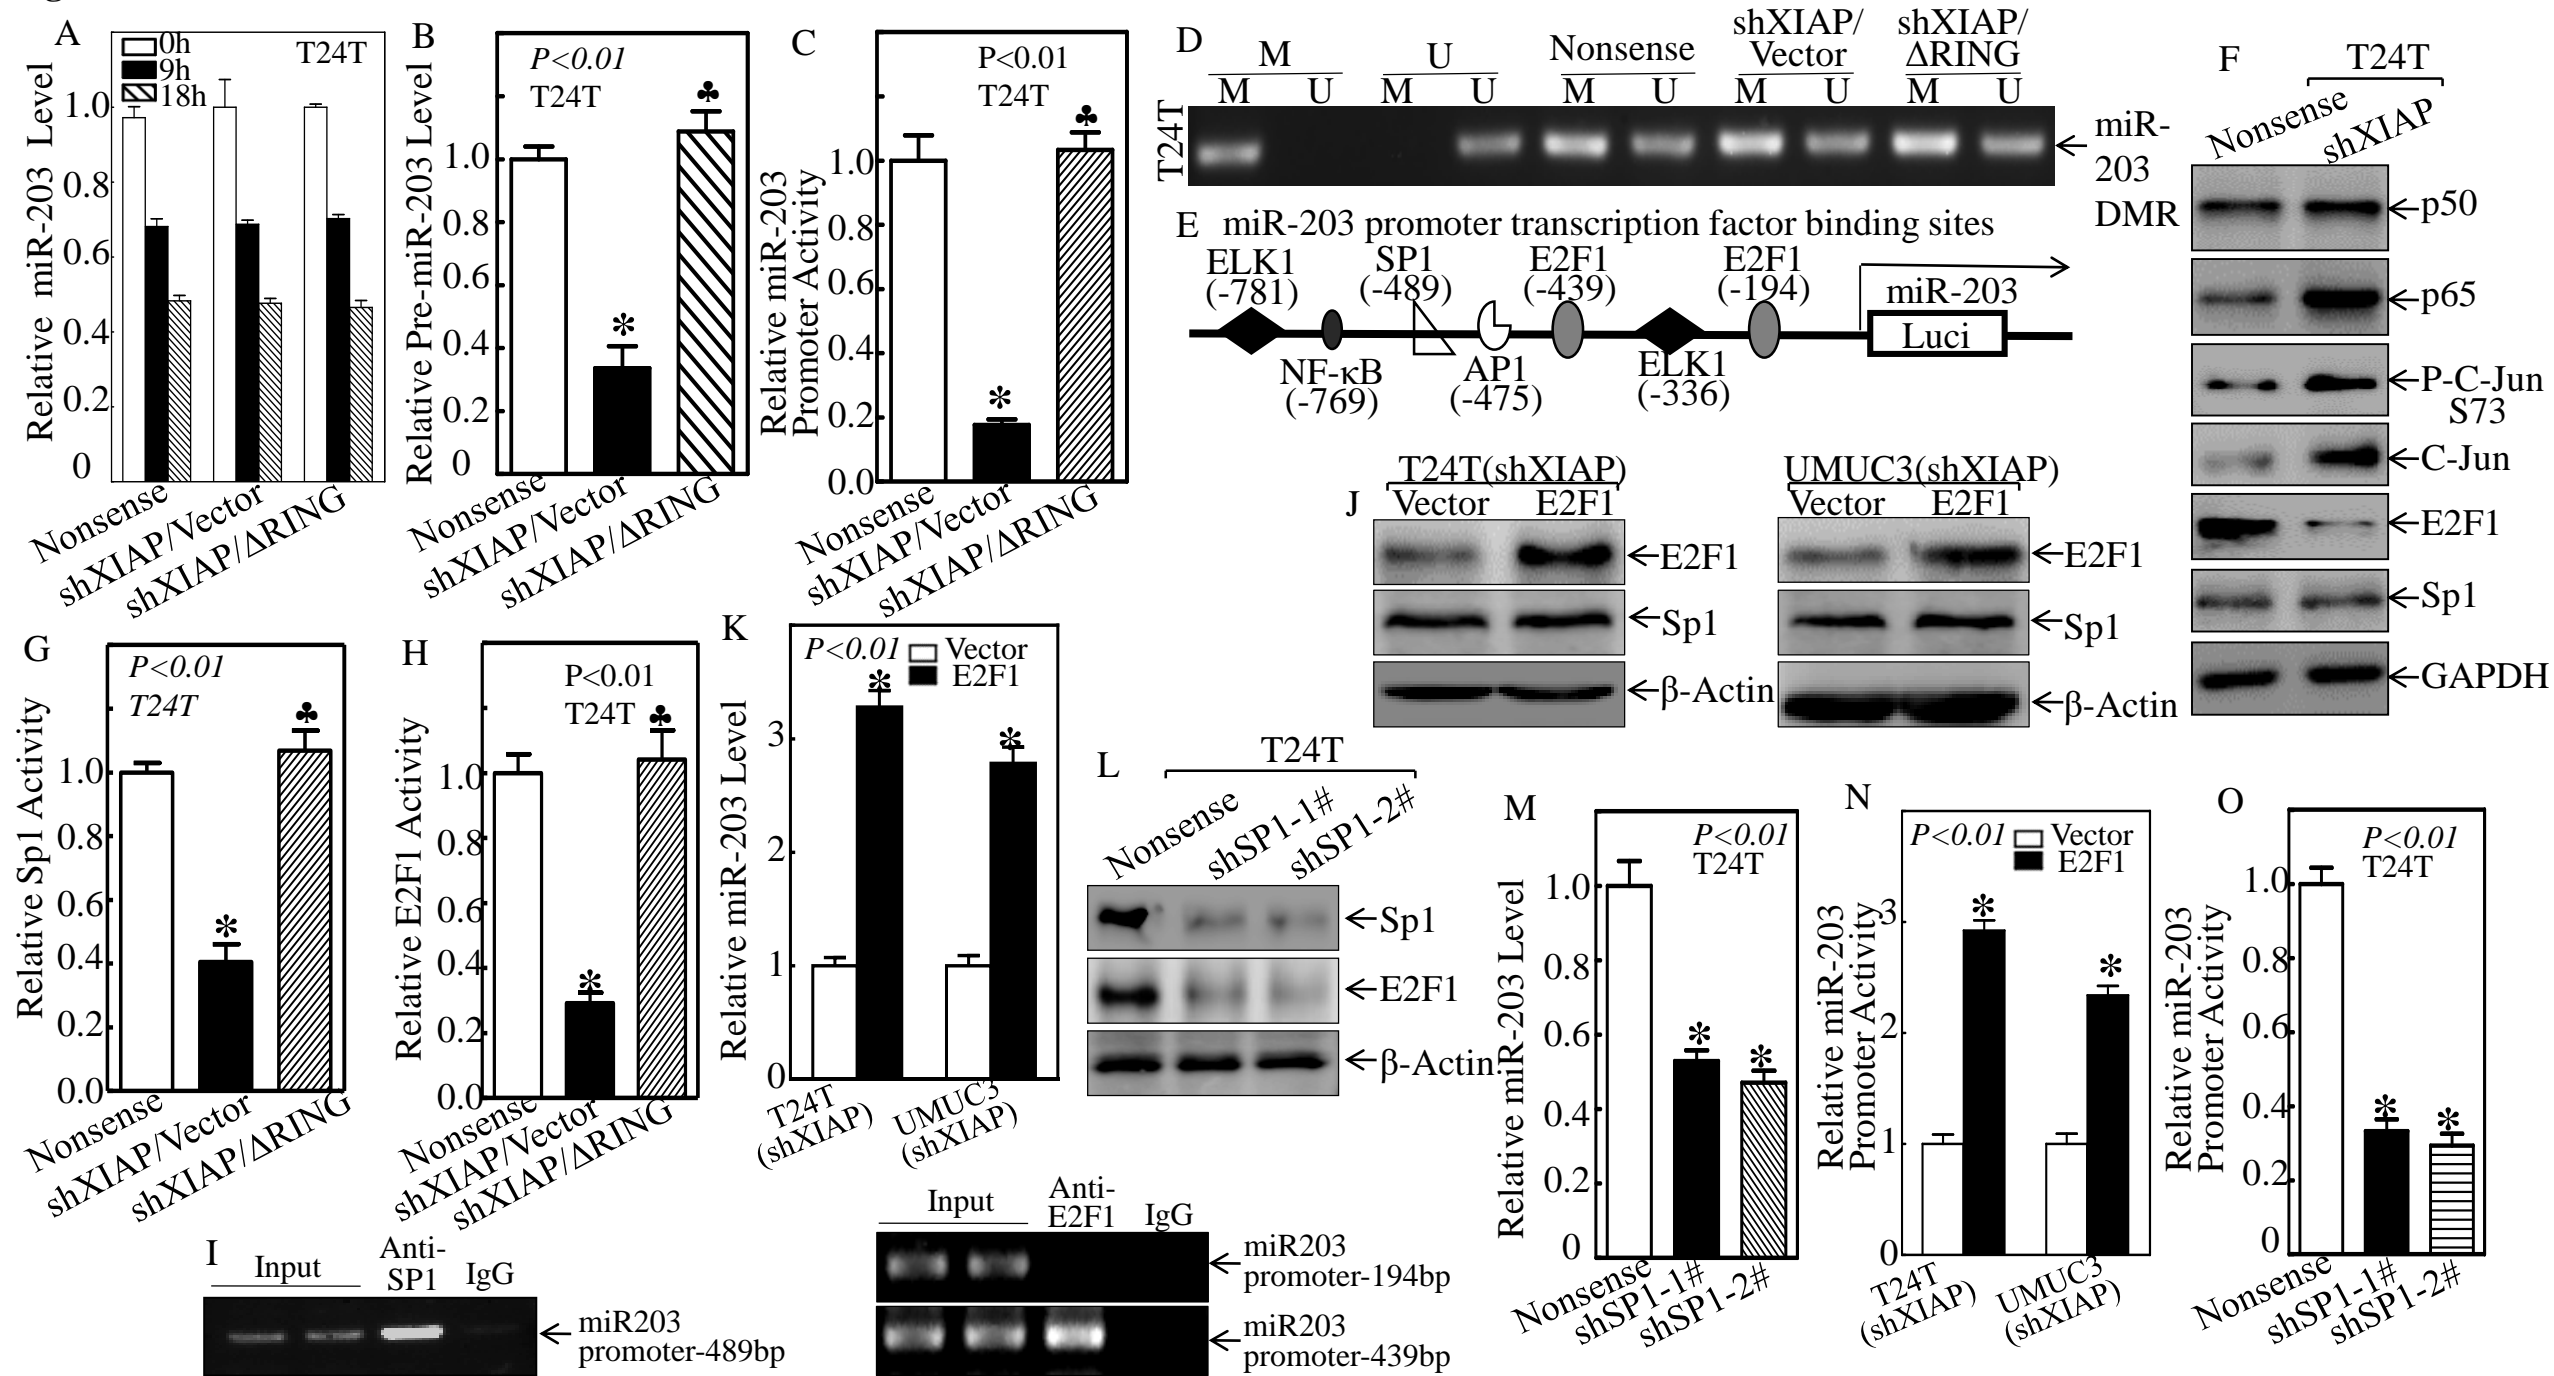 A
0h
9h
18h
T24T
Relative miR-203 Level
1.0
0.8
0.6
0.4
0.2
0
Nonsense
shXIAP/Vector
shXIAP/ΔRING
B
P<0.01
T24T
Relative Pre-miR-203 Level
1.0
0.8
0.6
0.4
0.2
0
♣
*
Nonsense
shXIAP/Vector
shXIAP/ΔRING
C
P<0.01
T24T
Relative miR-203
Promoter Activity
1.0
0.8
0.6
0.4
0.2
0.0
♣
*
Nonsense
shXIAP/Vector
shXIAP/ΔRING
D
M U Nonsense shXIAP/Vector shXIAP/ΔRING
M U M U M U M U M U
T24T
miR-
203
DMR
E miR-203 promoter transcription factor binding sites
ELK1 SP1 E2F1 E2F1
(-781) (-489) (-439) (-194)
miR-203
Luci
NF-κB AP1 ELK1
(-769) (-475) (-336)
F
T24T
Nonsense
shXIAP
p50
p65
P-C-Jun
S73
C-Jun
E2F1
Sp1
GAPDH
G
P<0.01
T24T
Relative Sp1 Activity
1.0
0.8
0.6
0.4
0.2
0.0
♣
*
Nonsense
shXIAP/Vector
shXIAP/ΔRING
H
P<0.01
T24T
Relative E2F1 Activity
1.0
0.8
0.6
0.4
0.2
0.0
♣
*
Nonsense
shXIAP/Vector
shXIAP/ΔRING
I
Input
Anti-
SP1
IgG
miR203
promoter-489bp
Input
Anti-
E2F1
IgG
miR203
promoter-194bp
miR203
promoter-439bp
J
T24T(shXIAP)
Vector E2F1
E2F1
Sp1
β-Actin
UMUC3(shXIAP)
Vector E2F1
E2F1
Sp1
β-Actin
K
P<0.01
Vector
E2F1
Relative miR-203 Level
3
2
1
0
*
*
T24T
(shXIAP)
UMUC3
(shXIAP)
L
T24T
Nonsense
shSP1-1#
shSP1-2#
Sp1
E2F1
β-Actin
M
P<0.01
T24T
Relative miR-203 Level
1.0
0.8
0.6
0.4
0.2
0
*
*
Nonsense
shSP1-1#
shSP1-2#
N
P<0.01
Vector
E2F1
Relative miR-203
Promoter Activity
3
2
1
0
*
*
T24T
(shXIAP)
UMUC3
(shXIAP)
O
P<0.01
T24T
Relative miR-203
Promoter Activity
1.0
0.8
0.6
0.4
0.2
0
*
*
Nonsense
shSP1-1#
shSP1-2#